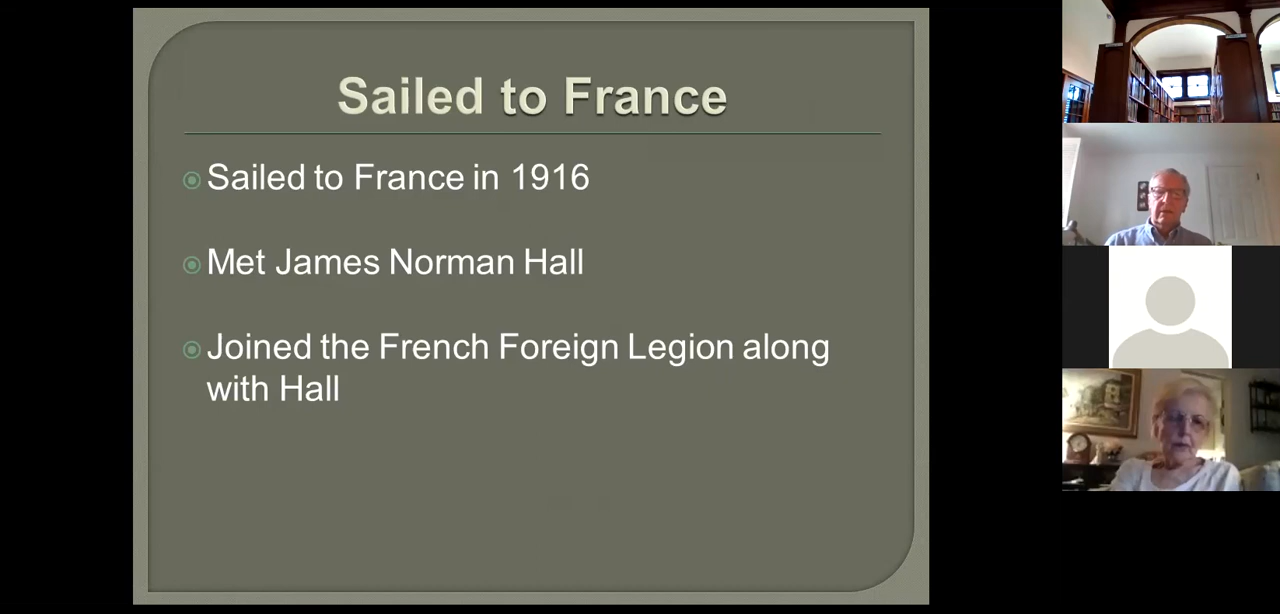 Sailed to France
Sailed to France in 1916
Met James Norman Hall
Joined the French Foreign Legion along
with Hall